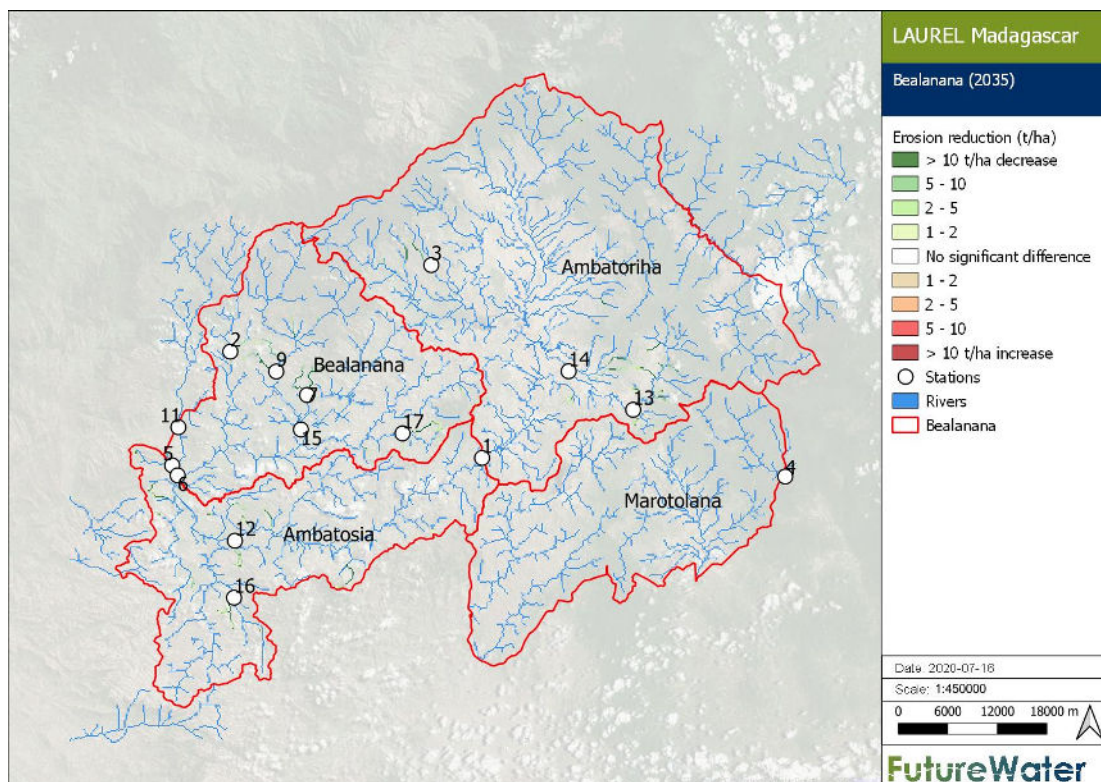 LAUREL Madagascar
Bealanana (2035)
Erosion reduction (t/ha)
> 10 t/ha decrease
5 - 10
2 - 5
1 - 2
No significant difference
1 - 2
2 - 5
5 - 10
> 10 t/ha increase
Stations
Rivers
Bealanana
3
Ambatoriha
2
9
Bealanana
14
7
13
11
15
17
1
5
6
4
Marotolana
12
Ambatosia
16
Date: 2020-07-16
Scale: 1:450000
0 6000 12000 18000 m
FutureWater